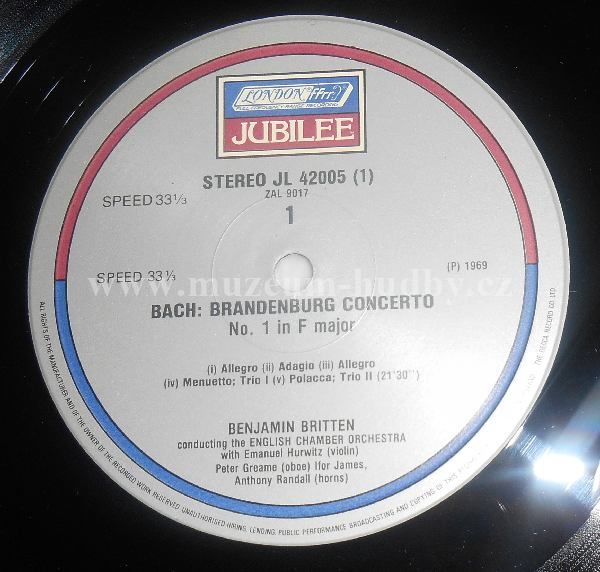 LONDON ffrr
FULL FREQUENCY RANGE RECORDING
JUBILEE
STEREO JL 42005 (1)
ZAL 9017
SPEED 33⅓
1
SPEED 33⅓
(P) 1969
www.muzeum-hudby.cz
BACH: BRANDENBURG CONCERTO
No. 1 in F major
(i) Allegro (ii) Adagio (iii) Allegro
(iv) Menuetto; Trio I (v) Polacca; Trio II (21'30")
BENJAMIN BRITTEN
conducting the ENGLISH CHAMBER ORCHESTRA
with Emanuel Hurwitz (violin)
Peter Greame (oboe) Ifor James,
Anthony Randall (horns)
ALL RIGHTS OF THE MANUFACTURER AND OF THE OWNER OF THE RECORDED WORK RESERVED. UNAUTHORISED HIRING, LENDING, PUBLIC PERFORMANCE BROADCASTING AND COPYING OF THIS
THE DECCA RECORD CO LTD